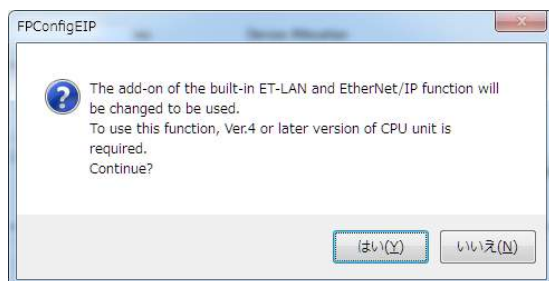 FPConfigEIP
The add-on of the built-in ET-LAN and EtherNet/IP function will
be changed to be used.
To use this function, Ver.4 or later version of CPU unit is
required.
Continue?
はい(Y) いいえ(N)